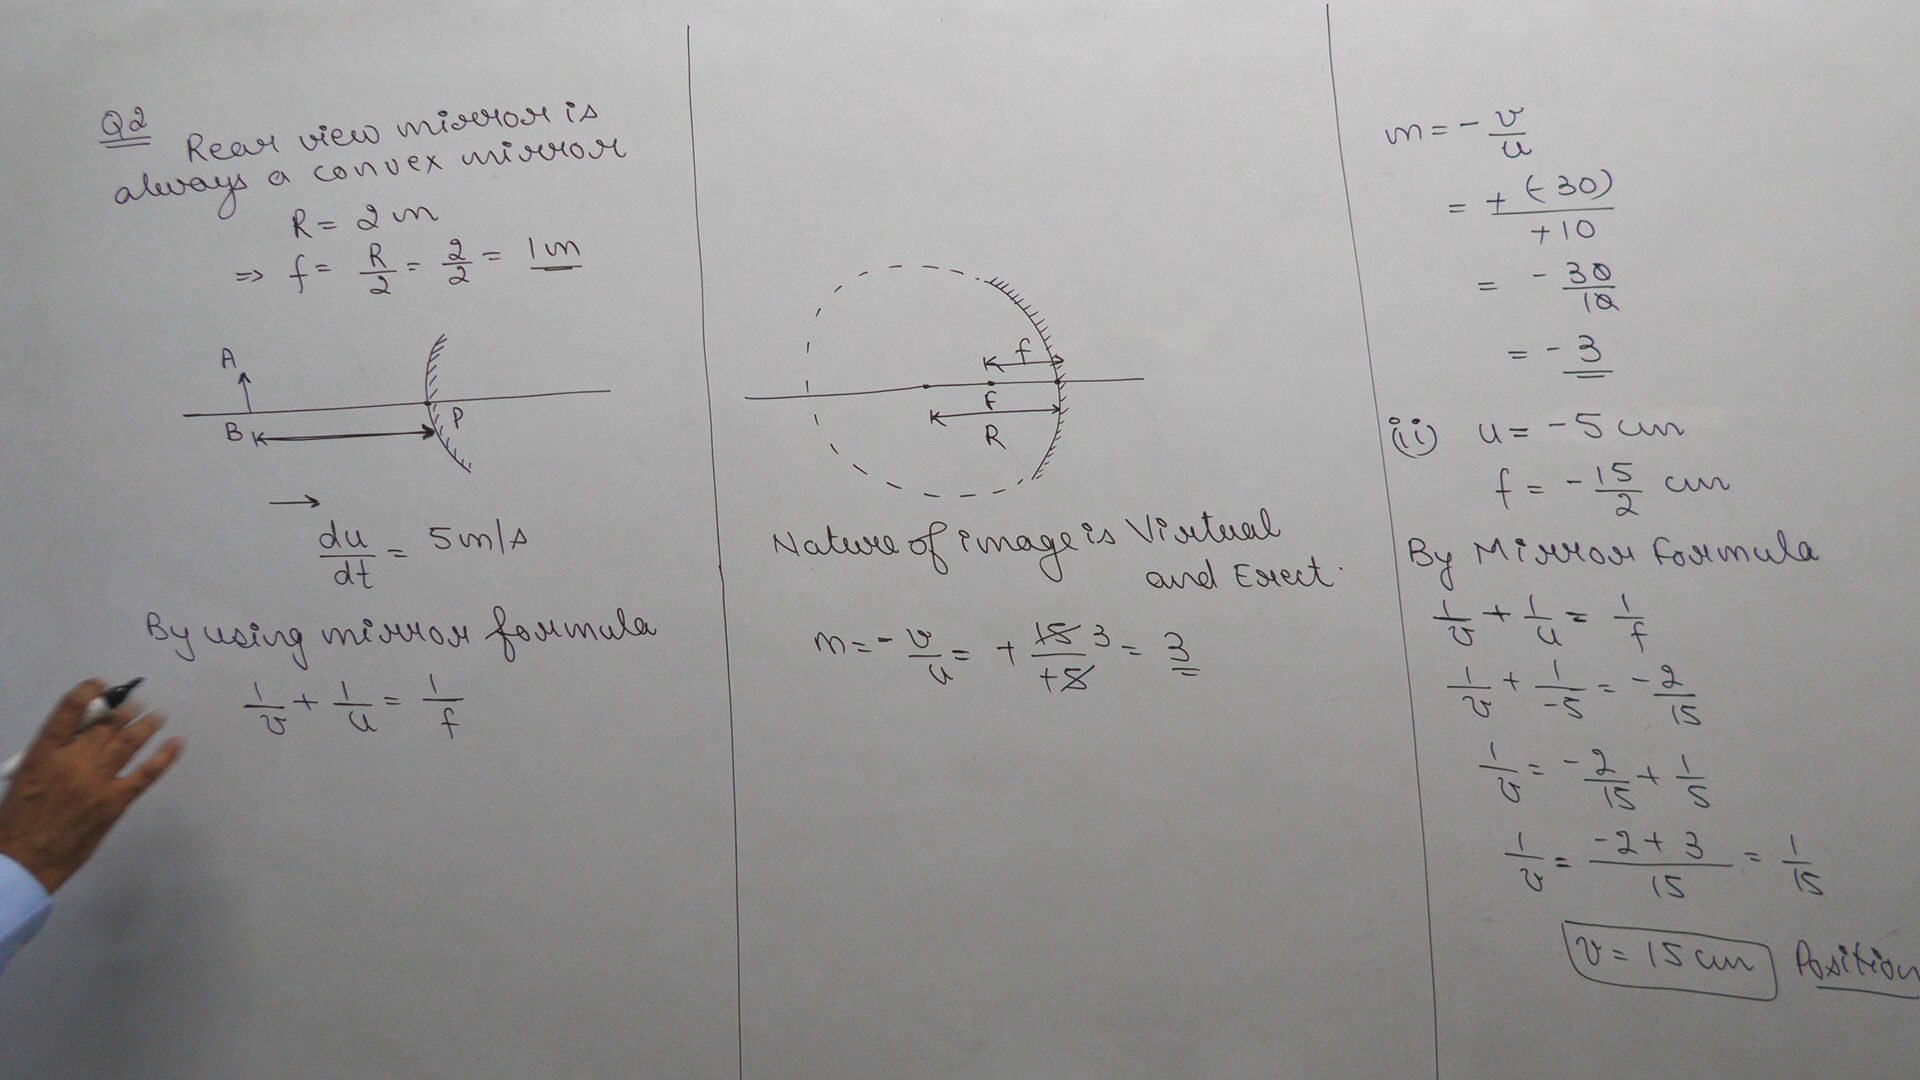 Q2
Rear view mirror is
always a convex mirror
R = 2 m
⇒ f = R/2 = 2/2 = 1 m
A
B
P
du/dt = 5 m/s
By using mirror formula
1/v + 1/u = 1/f
f
F
R
Nature of image is Virtual
and Erect.
m = - v/u = + 15/+5 3 = 3
m = - v/u
= + (-30)/+10
= - 30/10
= - 3
(ii) u = -5 cm
f = - 15/2 cm
By Mirror Formula
1/v + 1/u = 1/f
1/v + 1/-5 = - 2/15
1/v = - 2/15 + 1/5
1/v = -2 + 3/15 = 1/15
v = 15 cm Position